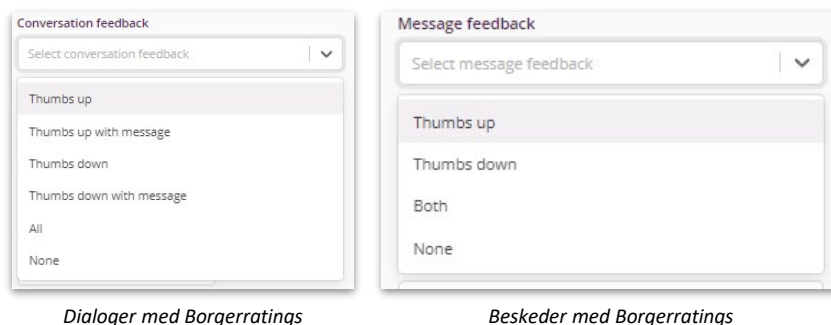 Conversation feedback
Select conversation feedback
Thumbs up
Thumbs up with message
Thumbs down
Thumbs down with message
All
None
Dialoger med Borgerratings
Message feedback
Select message feedback
Thumbs up
Thumbs down
Both
None
Beskeder med Borgerratings